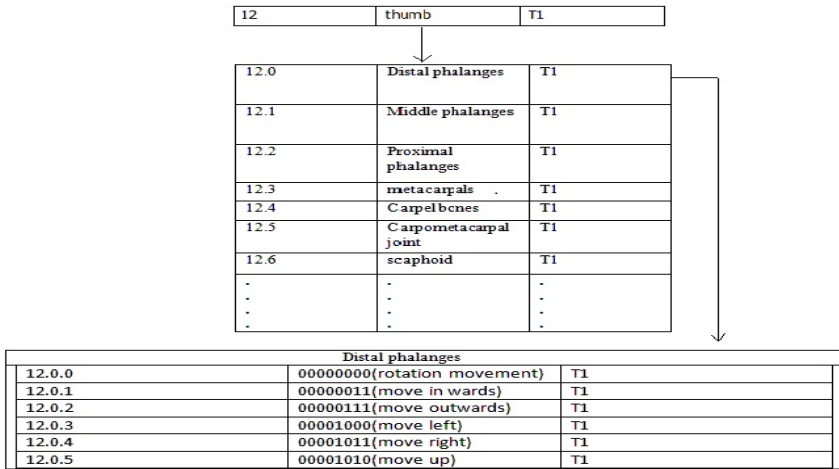 12 thumb T1
12.0 Distal phalanges T1
12.1 Middle phalanges T1
12.2 Proximal phalanges T1
12.3 metacarpals . T1
12.4 Carpelbones T1
12.5 Carpometacarpal joint T1
12.6 scaphoid T1
. . .
. . .
. . .
. . .
Distal phalanges
12.0.0 00000000(rotation movement) T1
12.0.1 00000011(move in wards) T1
12.0.2 00000111(move outwards) T1
12.0.3 00001000(move left) T1
12.0.4 00001011(move right) T1
12.0.5 00001010(move up) T1